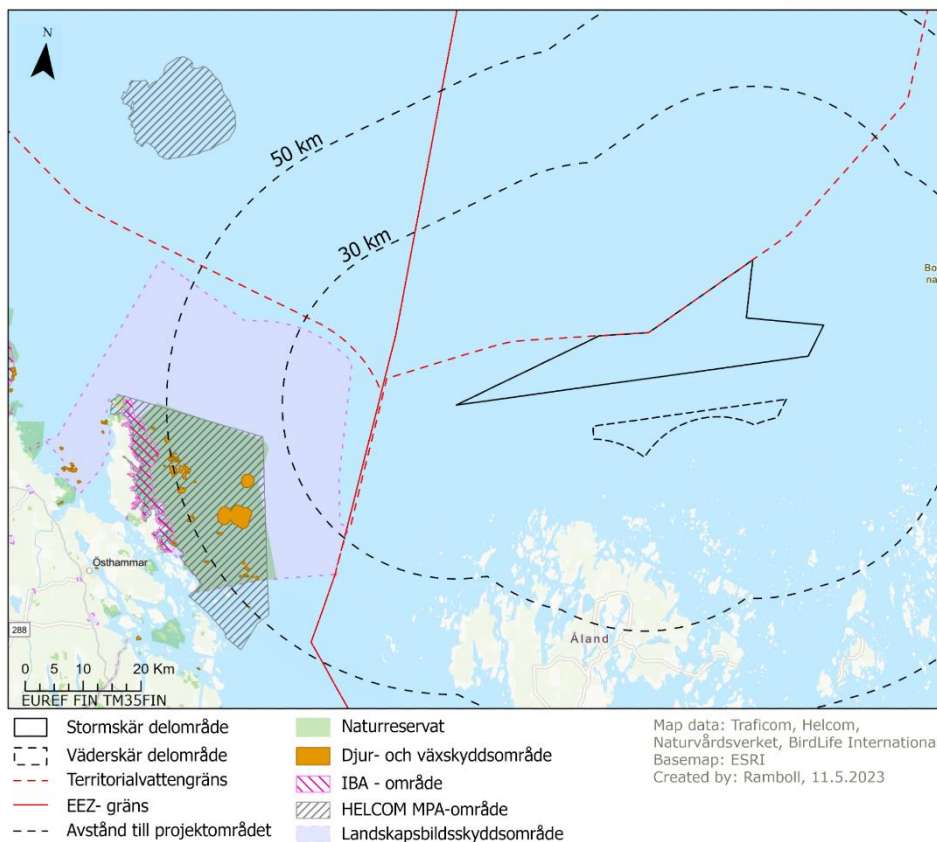 N
50 km
30 km
Bo
na
Östhammar
288
Åland
0 5 10 20 Km
EUREF FIN TM35FIN
Stormskär delområde
Väderskär delområde
Territorialvattengräns
EEZ- gräns
Avstånd till projektområdet
Naturreservat
Djur- och växskyddsområde
IBA - område
HELCOM MPA-område
Landskapsbildsskyddsområde
Map data: Traficom, Helcom,
Naturvårdsverket, BirdLife Internationa
Basemap: ESRI
Created by: Ramboll, 11.5.2023